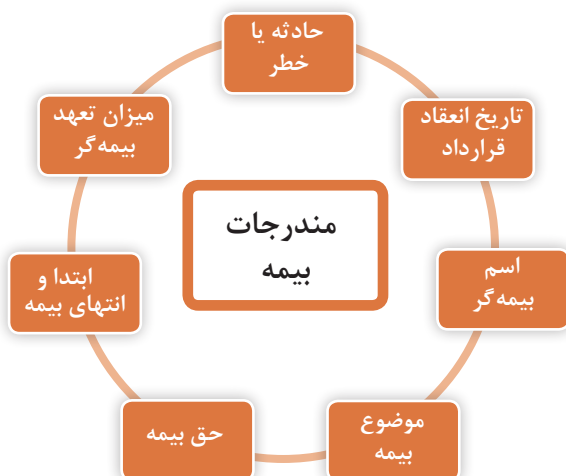 حادثه یا
خطر
تاریخ انعقاد
قرارداد
اسم
بیمه‌گر
موضوع
بیمه
حق بیمه
ابتدا و
انتهای بیمه
میزان تعهد
بیمه‌گر
مندرجات
بیمه